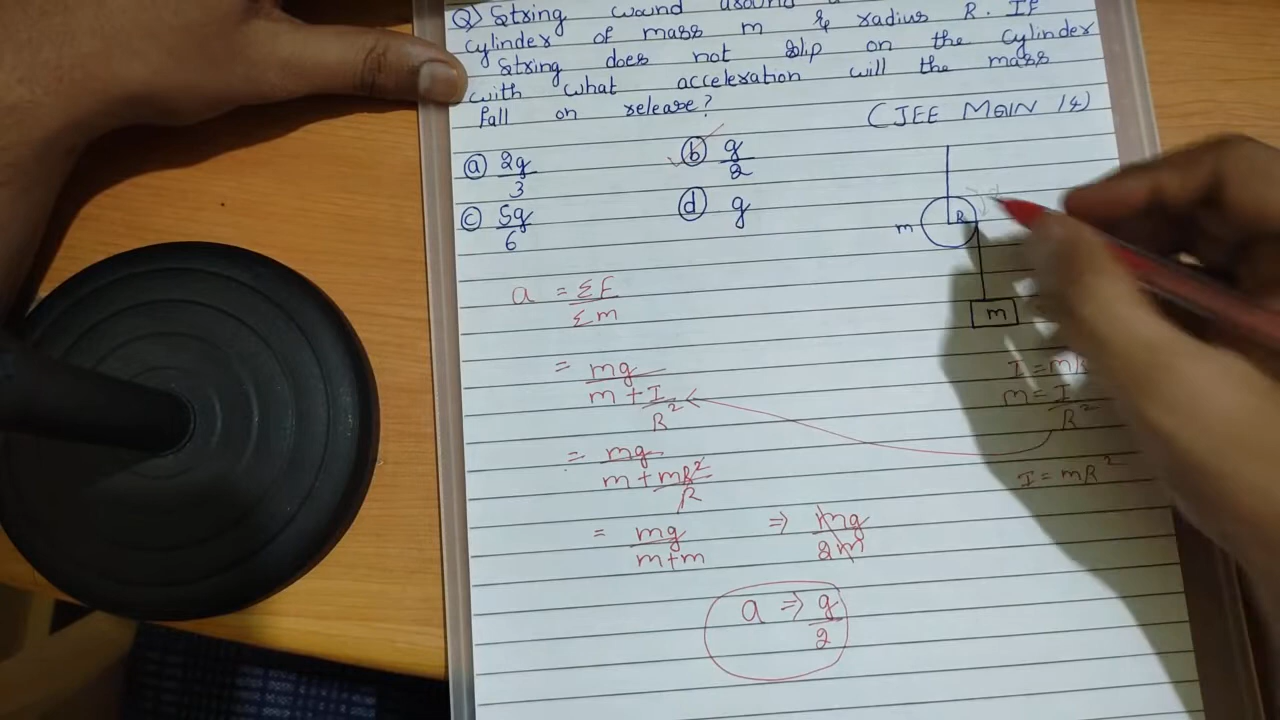 Q) String wound around
cylinder of mass m & radius R. If
string does not slip on the cylinder
with what acceleration will the mass
fall on release?
(JEE MAIN 14)
(a) 2g/3 (b) g/2
(c) 5g/6 (d) g
R
m
m
a = ΣF/Σm
= mg/(m + I/R²)
= mg/(m + mR²/R)
= mg/(m+m) ⇒ mg/2m
a ⇒ g/2
m = I/R²
I = mR²